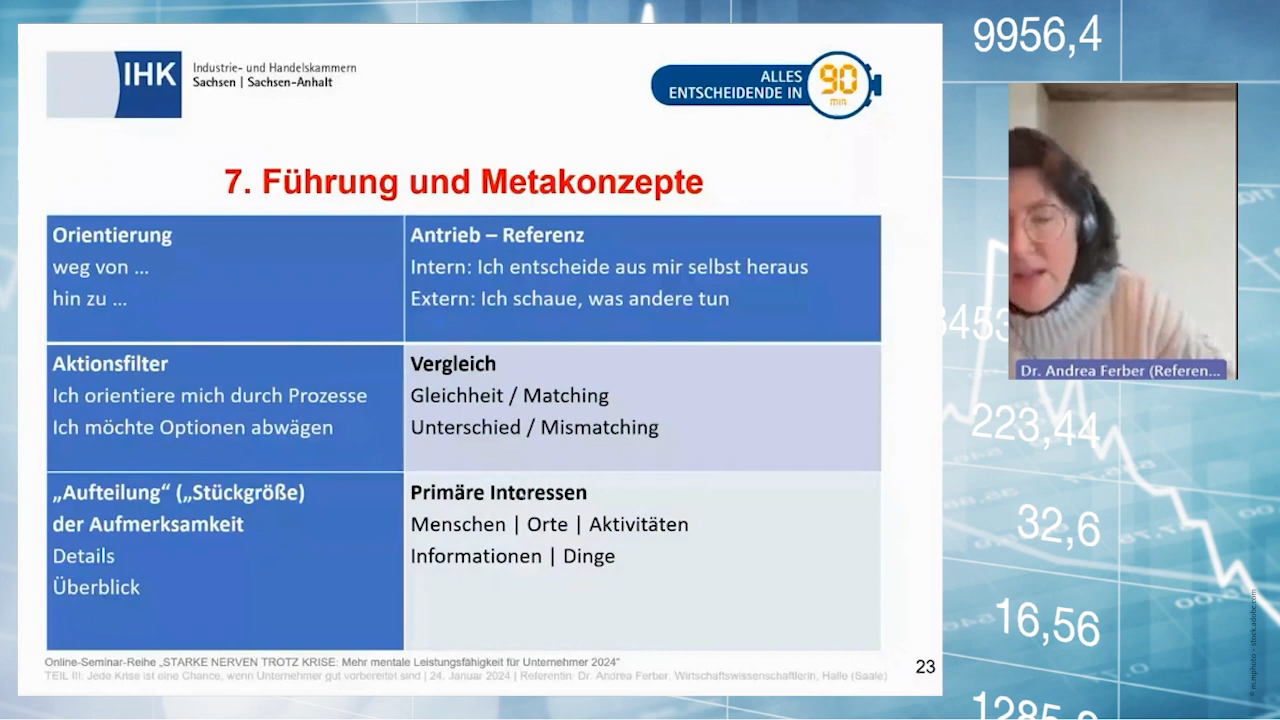 IHK
Industrie- und Handelskammern
Sachsen | Sachsen-Anhalt
ALLES
ENTSCHEIDENDE IN
90
min
7. Führung und Metakonzepte
Orientierung
weg von ...
hin zu ...
Antrieb – Referenz
Intern: Ich entscheide aus mir selbst heraus
Extern: Ich schaue, was andere tun
Aktionsfilter
Ich orientiere mich durch Prozesse
Ich möchte Optionen abwägen
Vergleich
Gleichheit / Matching
Unterschied / Mismatching
„Aufteilung“ („Stückgröße)
der Aufmerksamkeit
Details
Überblick
Primäre Interessen
Menschen | Orte | Aktivitäten
Informationen | Dinge
Online-Seminar-Reihe „STARKE NERVEN TROTZ KRISE: Mehr mentale Leistungsfähigkeit für Unternehmer 2024“
TEIL III: Jede Krise ist eine Chance, wenn Unternehmer gut vorbereitet sind | 24. Januar 2024 | Referentin: Dr. Andrea Ferber, Wirtschaftswissenschaftlerin, Halle (Saale)
23
9956,4
Dr. Andrea Ferber (Referen...
223,44
32,6
16,56